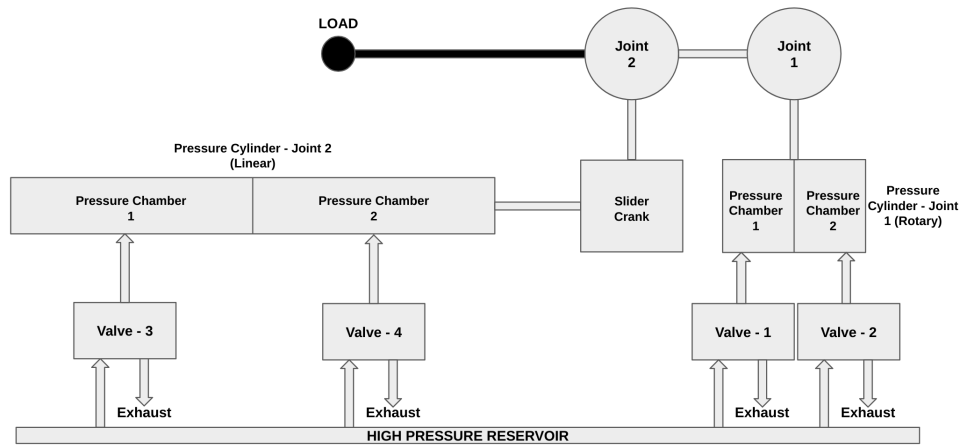 LOAD
Joint
2
Joint
1
Pressure Cylinder - Joint 2
(Linear)
Pressure Chamber
1
Pressure Chamber
2
Slider
Crank
Pressure
Chamber
1
Pressure
Chamber
2
Pressure
Cylinder - Joint
1 (Rotary)
Valve - 3
Valve - 4
Valve - 1
Valve - 2
Exhaust
Exhaust
Exhaust
Exhaust
HIGH PRESSURE RESERVOIR